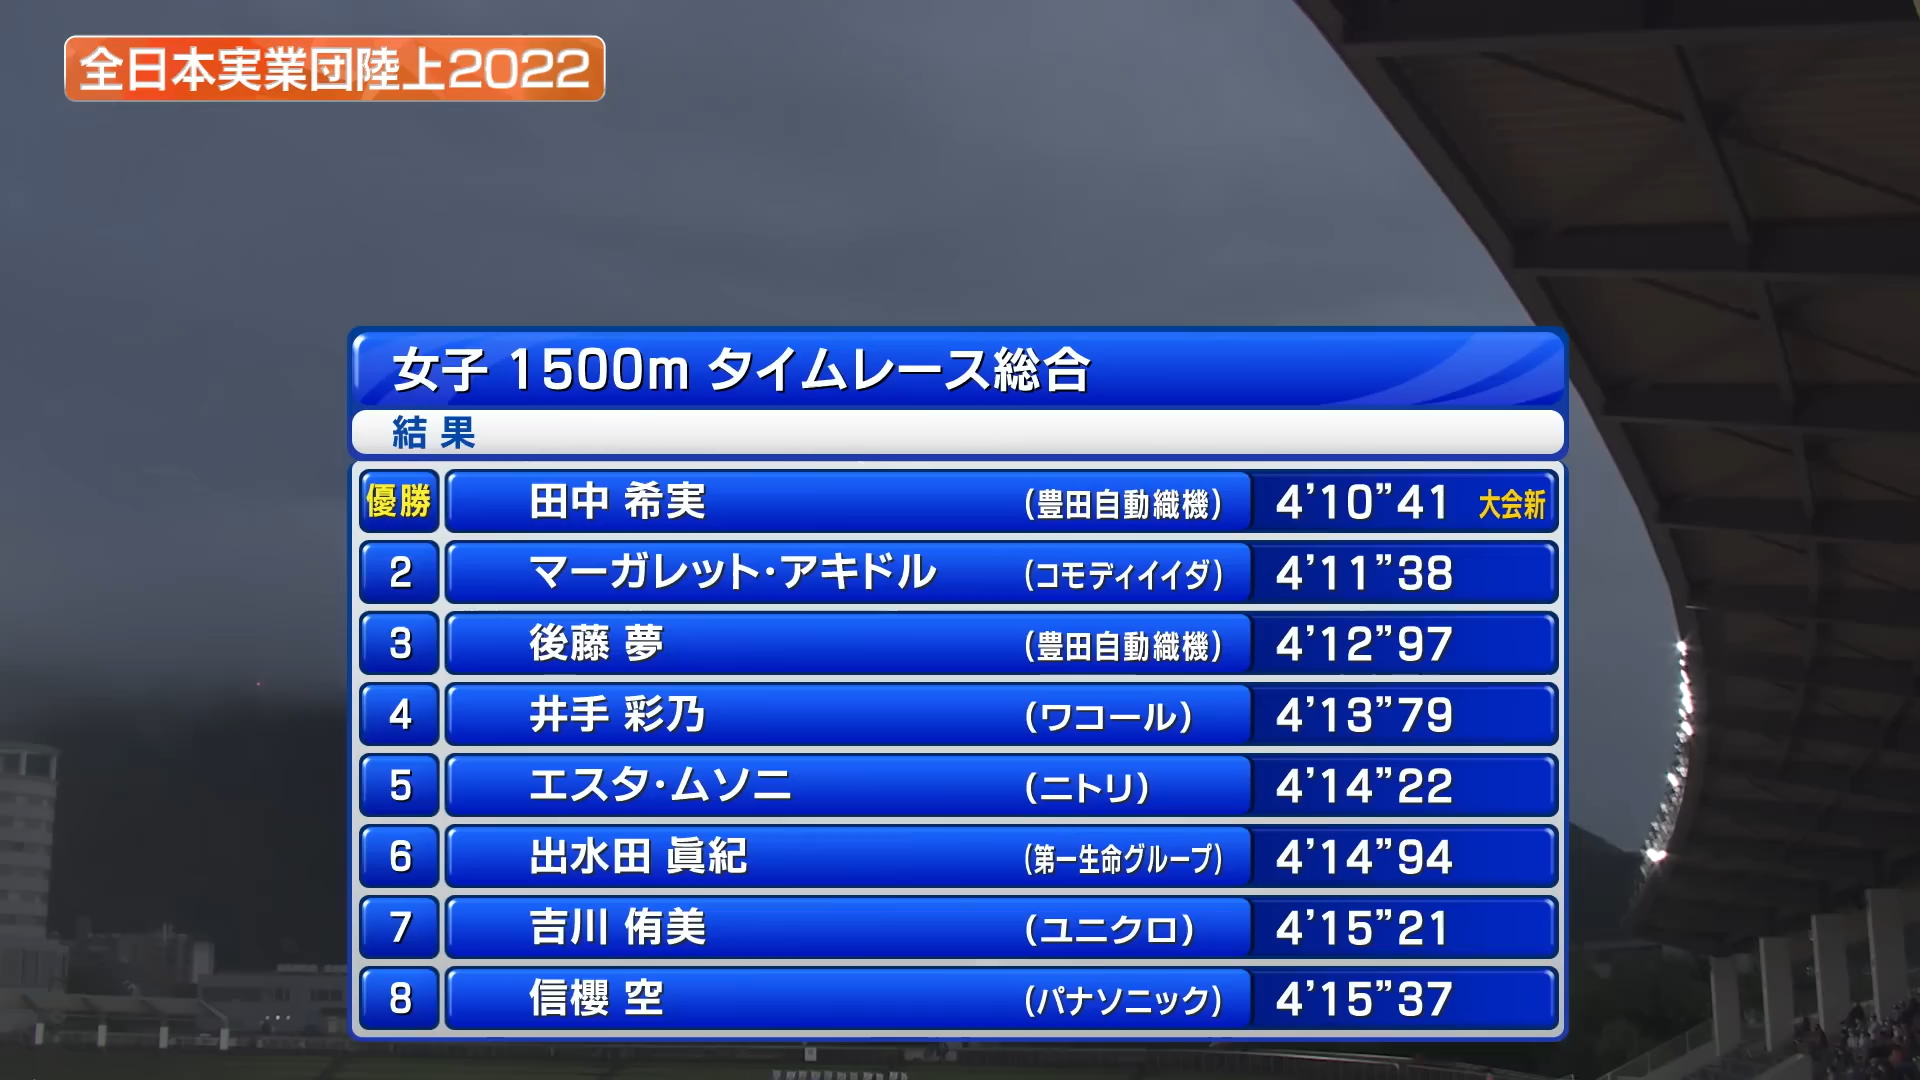 全日本実業団陸上2022
女子 1500m タイムレース総合
結 果
優勝 田中 希実 (豊田自動織機) 4'10"41 大会新
2 マーガレット・アキドル (コモディイイダ) 4'11"38
3 後藤 夢 (豊田自動織機) 4'12"97
4 井手 彩乃 (ワコール) 4'13"79
5 エスタ・ムソニ (ニトリ) 4'14"22
6 出水田 眞紀 (第一生命グループ) 4'14"94
7 吉川 侑美 (ユニクロ) 4'15"21
8 信櫻 空 (パナソニック) 4'15"37